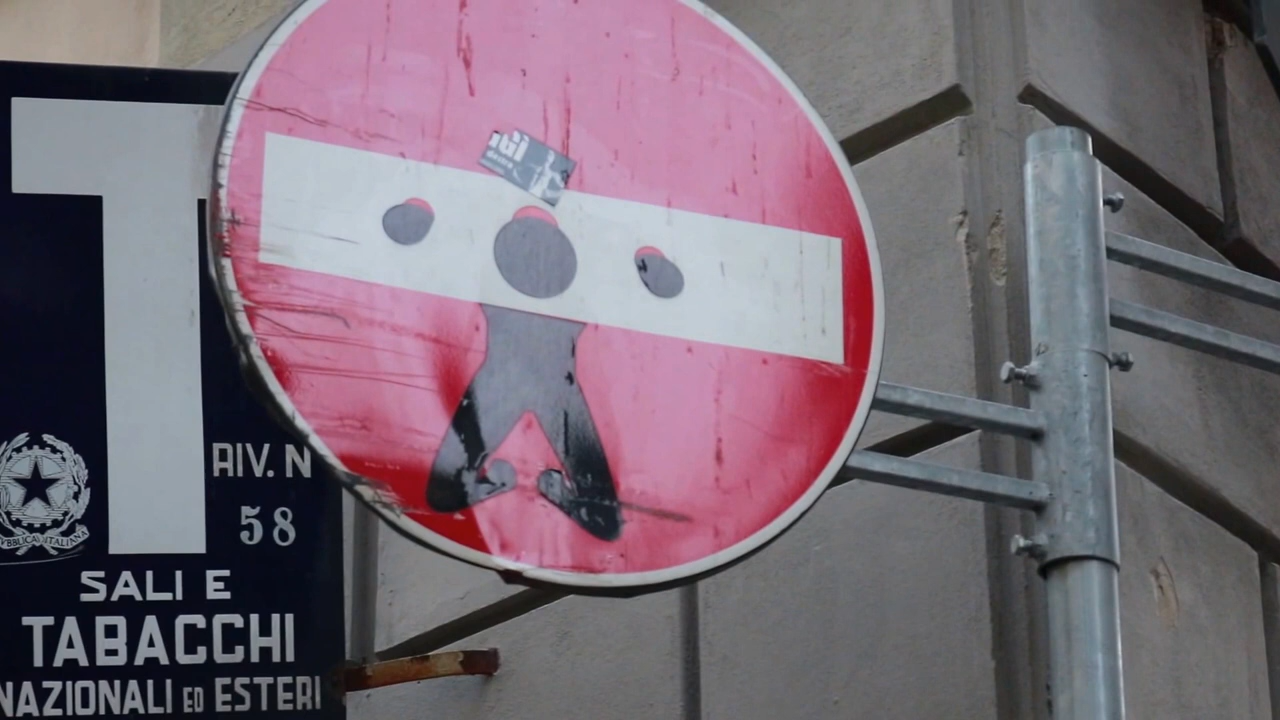 T
RIV. N
58
SALI E
TABACCHI
NAZIONALI ED ESTERI